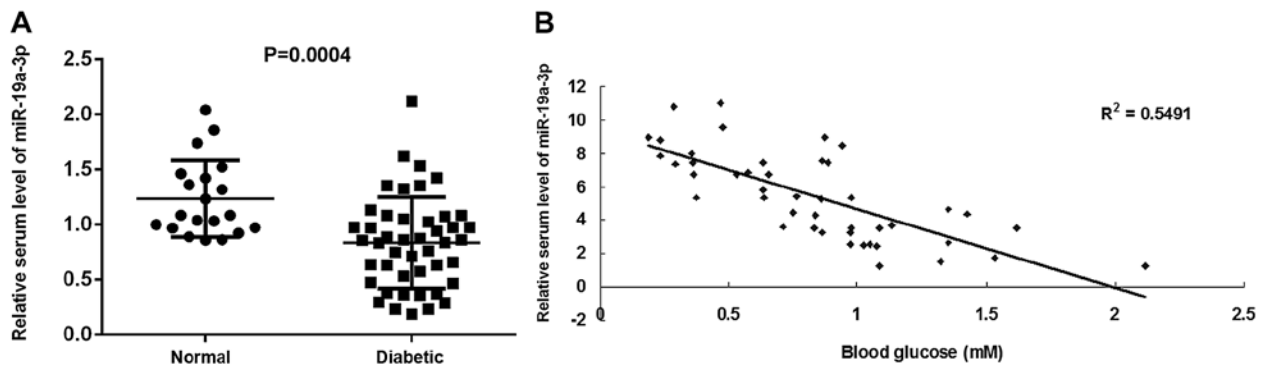 A
P=0.0004
Relative serum level of miR-19a-3p
2.5
2.0
1.5
1.0
0.5
0.0
Normal
Diabetic
B
Relative serum level of miR-19a-3p
12
10
8
6
4
2
0
-2
R² = 0.5491
0
0.5
1
1.5
2
2.5
Blood glucose (mM)